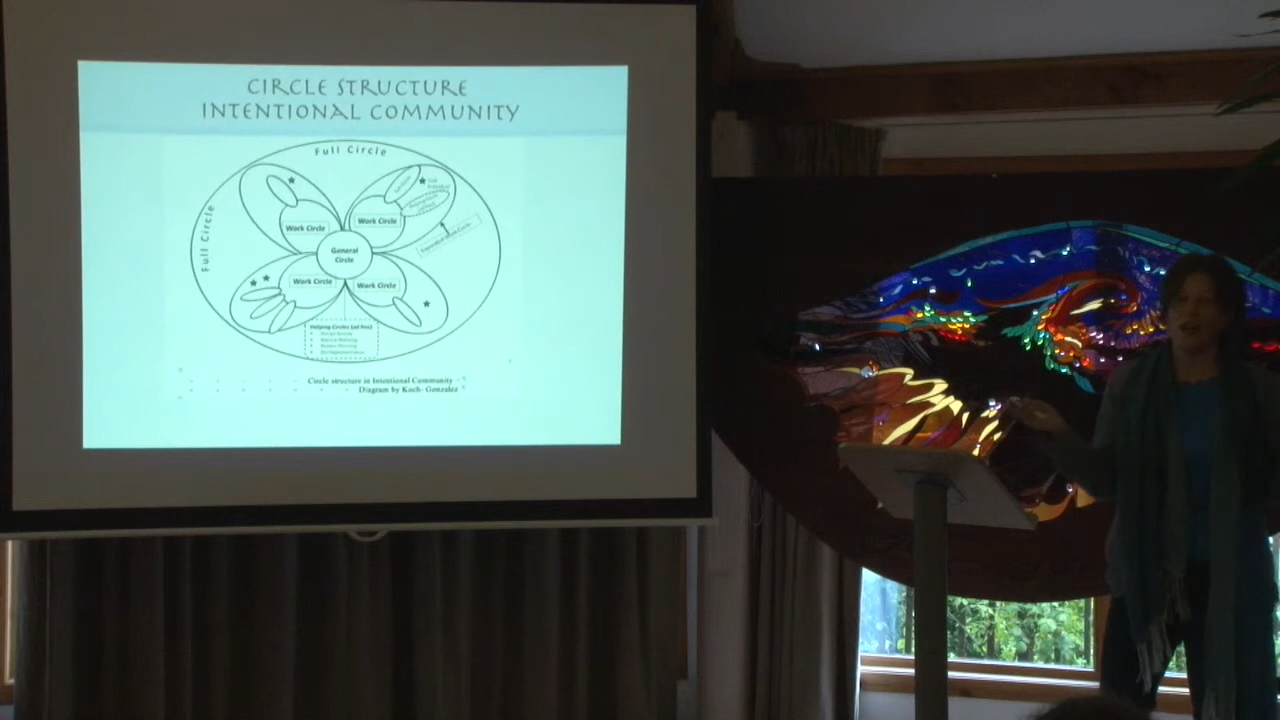 CIRCLE STRUCTURE
INTENTIONAL COMMUNITY
Full Circle
Full Circle
Work Circle
Work Circle
General
Circle
Work Circle
Work Circle
Helping Circles (ad hoc)
Circle structure in Intentional Community
Diagram by Koch- Gonzalez